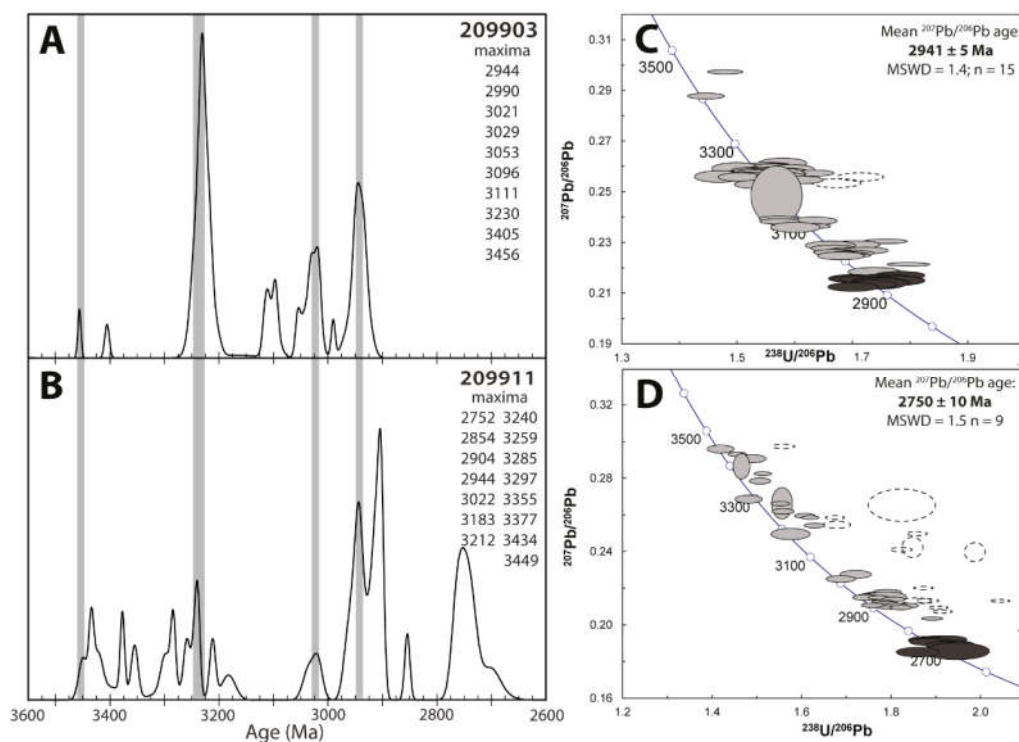 A
209903
maxima
2944
2990
3021
3029
3053
3096
3111
3230
3405
3456
B
209911
maxima
2752 3240
2854 3259
2904 3285
2944 3297
3022 3355
3183 3377
3212 3434
3449
3600 3400 3200 3000 2800 2600
Age (Ma)
C
Mean ²⁰⁷Pb/²⁰⁶Pb age:
2941 ± 5 Ma
MSWD = 1.4; n = 15
0.31
0.29
0.27
0.25
0.23
0.21
0.19
²⁰⁷Pb/²⁰⁶Pb
3500
3300
3100
2900
1.3 1.5 1.7 1.9
²³⁸U/²⁰⁶Pb
D
Mean ²⁰⁷Pb/²⁰⁶Pb age:
2750 ± 10 Ma
MSWD = 1.5 n = 9
0.32
0.28
0.24
0.20
0.16
²⁰⁷Pb/²⁰⁶Pb
3500
3300
3100
2900
2700
1.2 1.4 1.6 1.8 2.0
²³⁸U/²⁰⁶Pb